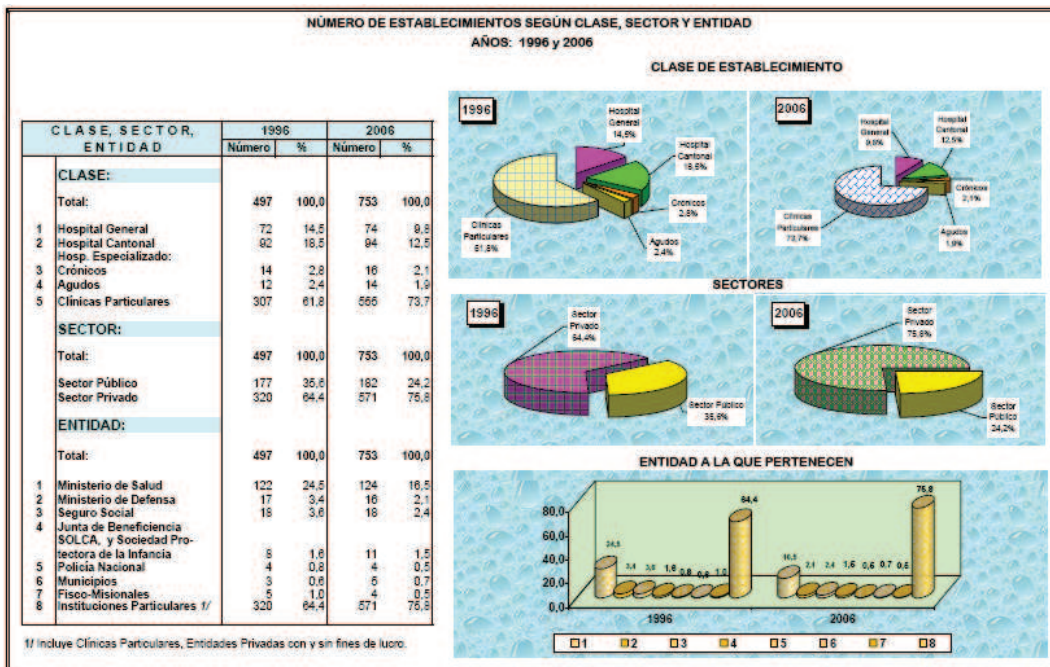 NÚMERO DE ESTABLECIMIENTOS SEGÚN CLASE, SECTOR Y ENTIDAD
AÑOS: 1996 y 2006
CLASE, SECTOR, ENTIDAD 1996 2006
Número % Número %
CLASE:
Total: 497 100,0 753 100,0
1 Hospital General 72 14,5 74 9,8
2 Hospital Cantonal 92 18,5 94 12,5
Hosp. Especializado:
3 Crónicos 14 2,8 16 2,1
4 Agudos 12 2,4 14 1,9
5 Clínicas Particulares 307 61,8 555 73,7
SECTOR:
Total: 497 100,0 753 100,0
Sector Público 177 35,6 182 24,2
Sector Privado 320 64,4 571 75,8
ENTIDAD:
Total: 497 100,0 753 100,0
1 Ministerio de Salud 122 24,5 124 16,5
2 Ministerio de Defensa 17 3,4 16 2,1
3 Seguro Social 18 3,6 18 2,4
4 Junta de Beneficiencia
SOLCA, y Sociedad Pro-
tectora de la Infancia 8 1,6 11 1,5
5 Policía Nacional 4 0,8 4 0,5
6 Municipios 3 0,6 5 0,7
7 Fisco-Misionales 5 1,0 4 0,5
8 Instituciones Particulares 1/ 320 64,4 571 75,8
1/ Incluye Clínicas Particulares, Entidades Privadas con y sin fines de lucro.
CLASE DE ESTABLECIMIENTO
1996
Hospital
General
14,5%
Hospital
Cantonal
18,5%
Crónicos
2,8%
Agudos
2,4%
Clínicas
Particulares
61,8%
2006
Hospital
General
9,8%
Hospital
Cantonal
12,5%
Crónicos
2,1%
Agudos
1,9%
Clínicas
Particulares
73,7%
SECTORES
1996
Sector
Privado
64,4%
Sector Público
35,6%
2006
Sector
Privado
75,8%
Sector
Público
24,2%
ENTIDAD A LA QUE PERTENECEN
80,0
60,0
40,0
20,0
0,0
24,5 3,4 3,6 1,6 0,8 0,6 1,0 64,4
16,5 2,1 2,4 1,5 0,5 0,7 0,5 75,8
1996 2006
1 2 3 4 5 6 7 8